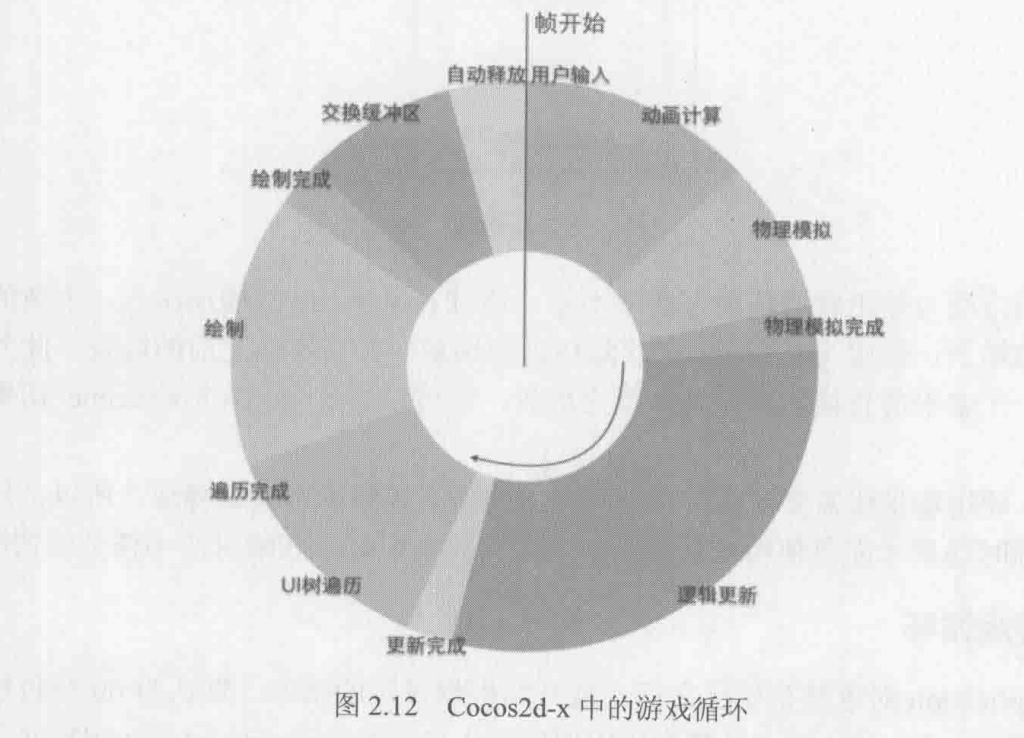 帧开始
自动释放
用户输入
交换缓冲区
动画计算
绘制完成
物理模拟
绘制
物理模拟完成
遍历完成
UI树遍历
逻辑更新
更新完成
图 2.12 Cocos2d-x 中的游戏循环